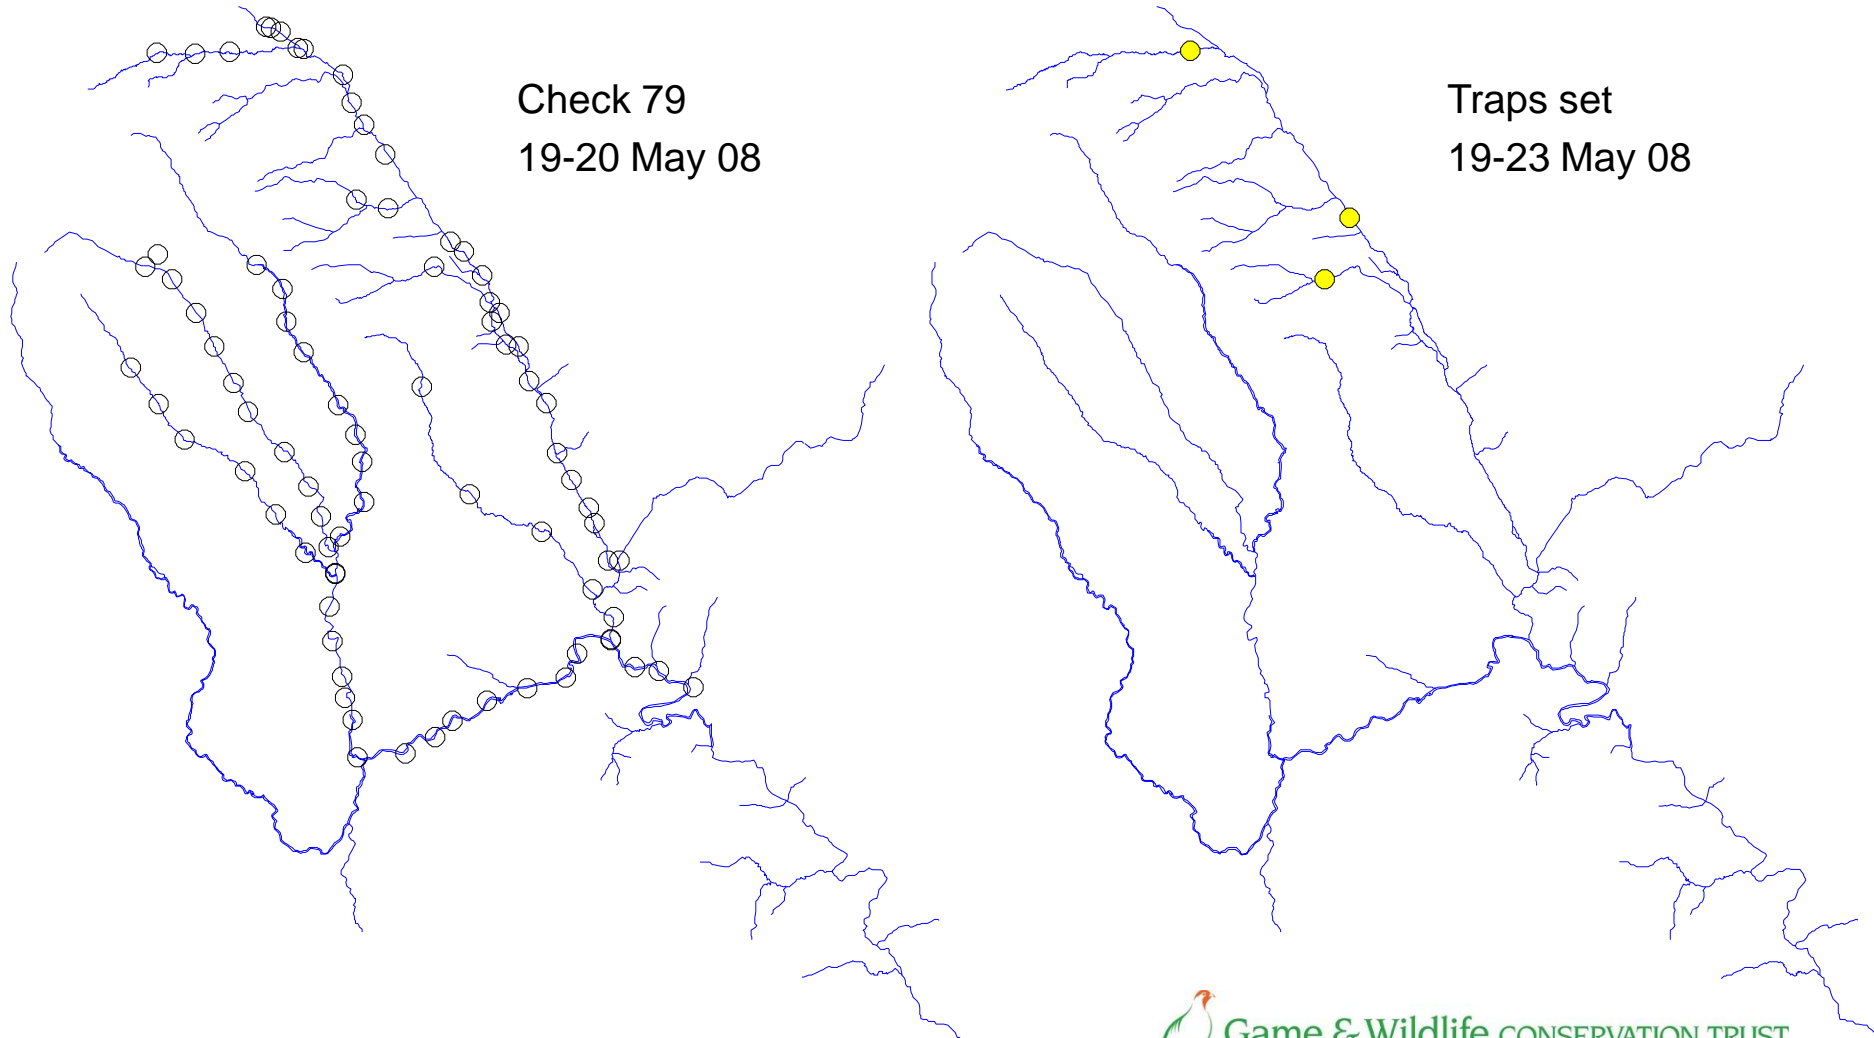 Check 79
19-20 May 08
Traps set
19-23 May 08
Game & Wildlife CONSERVATION TRUST